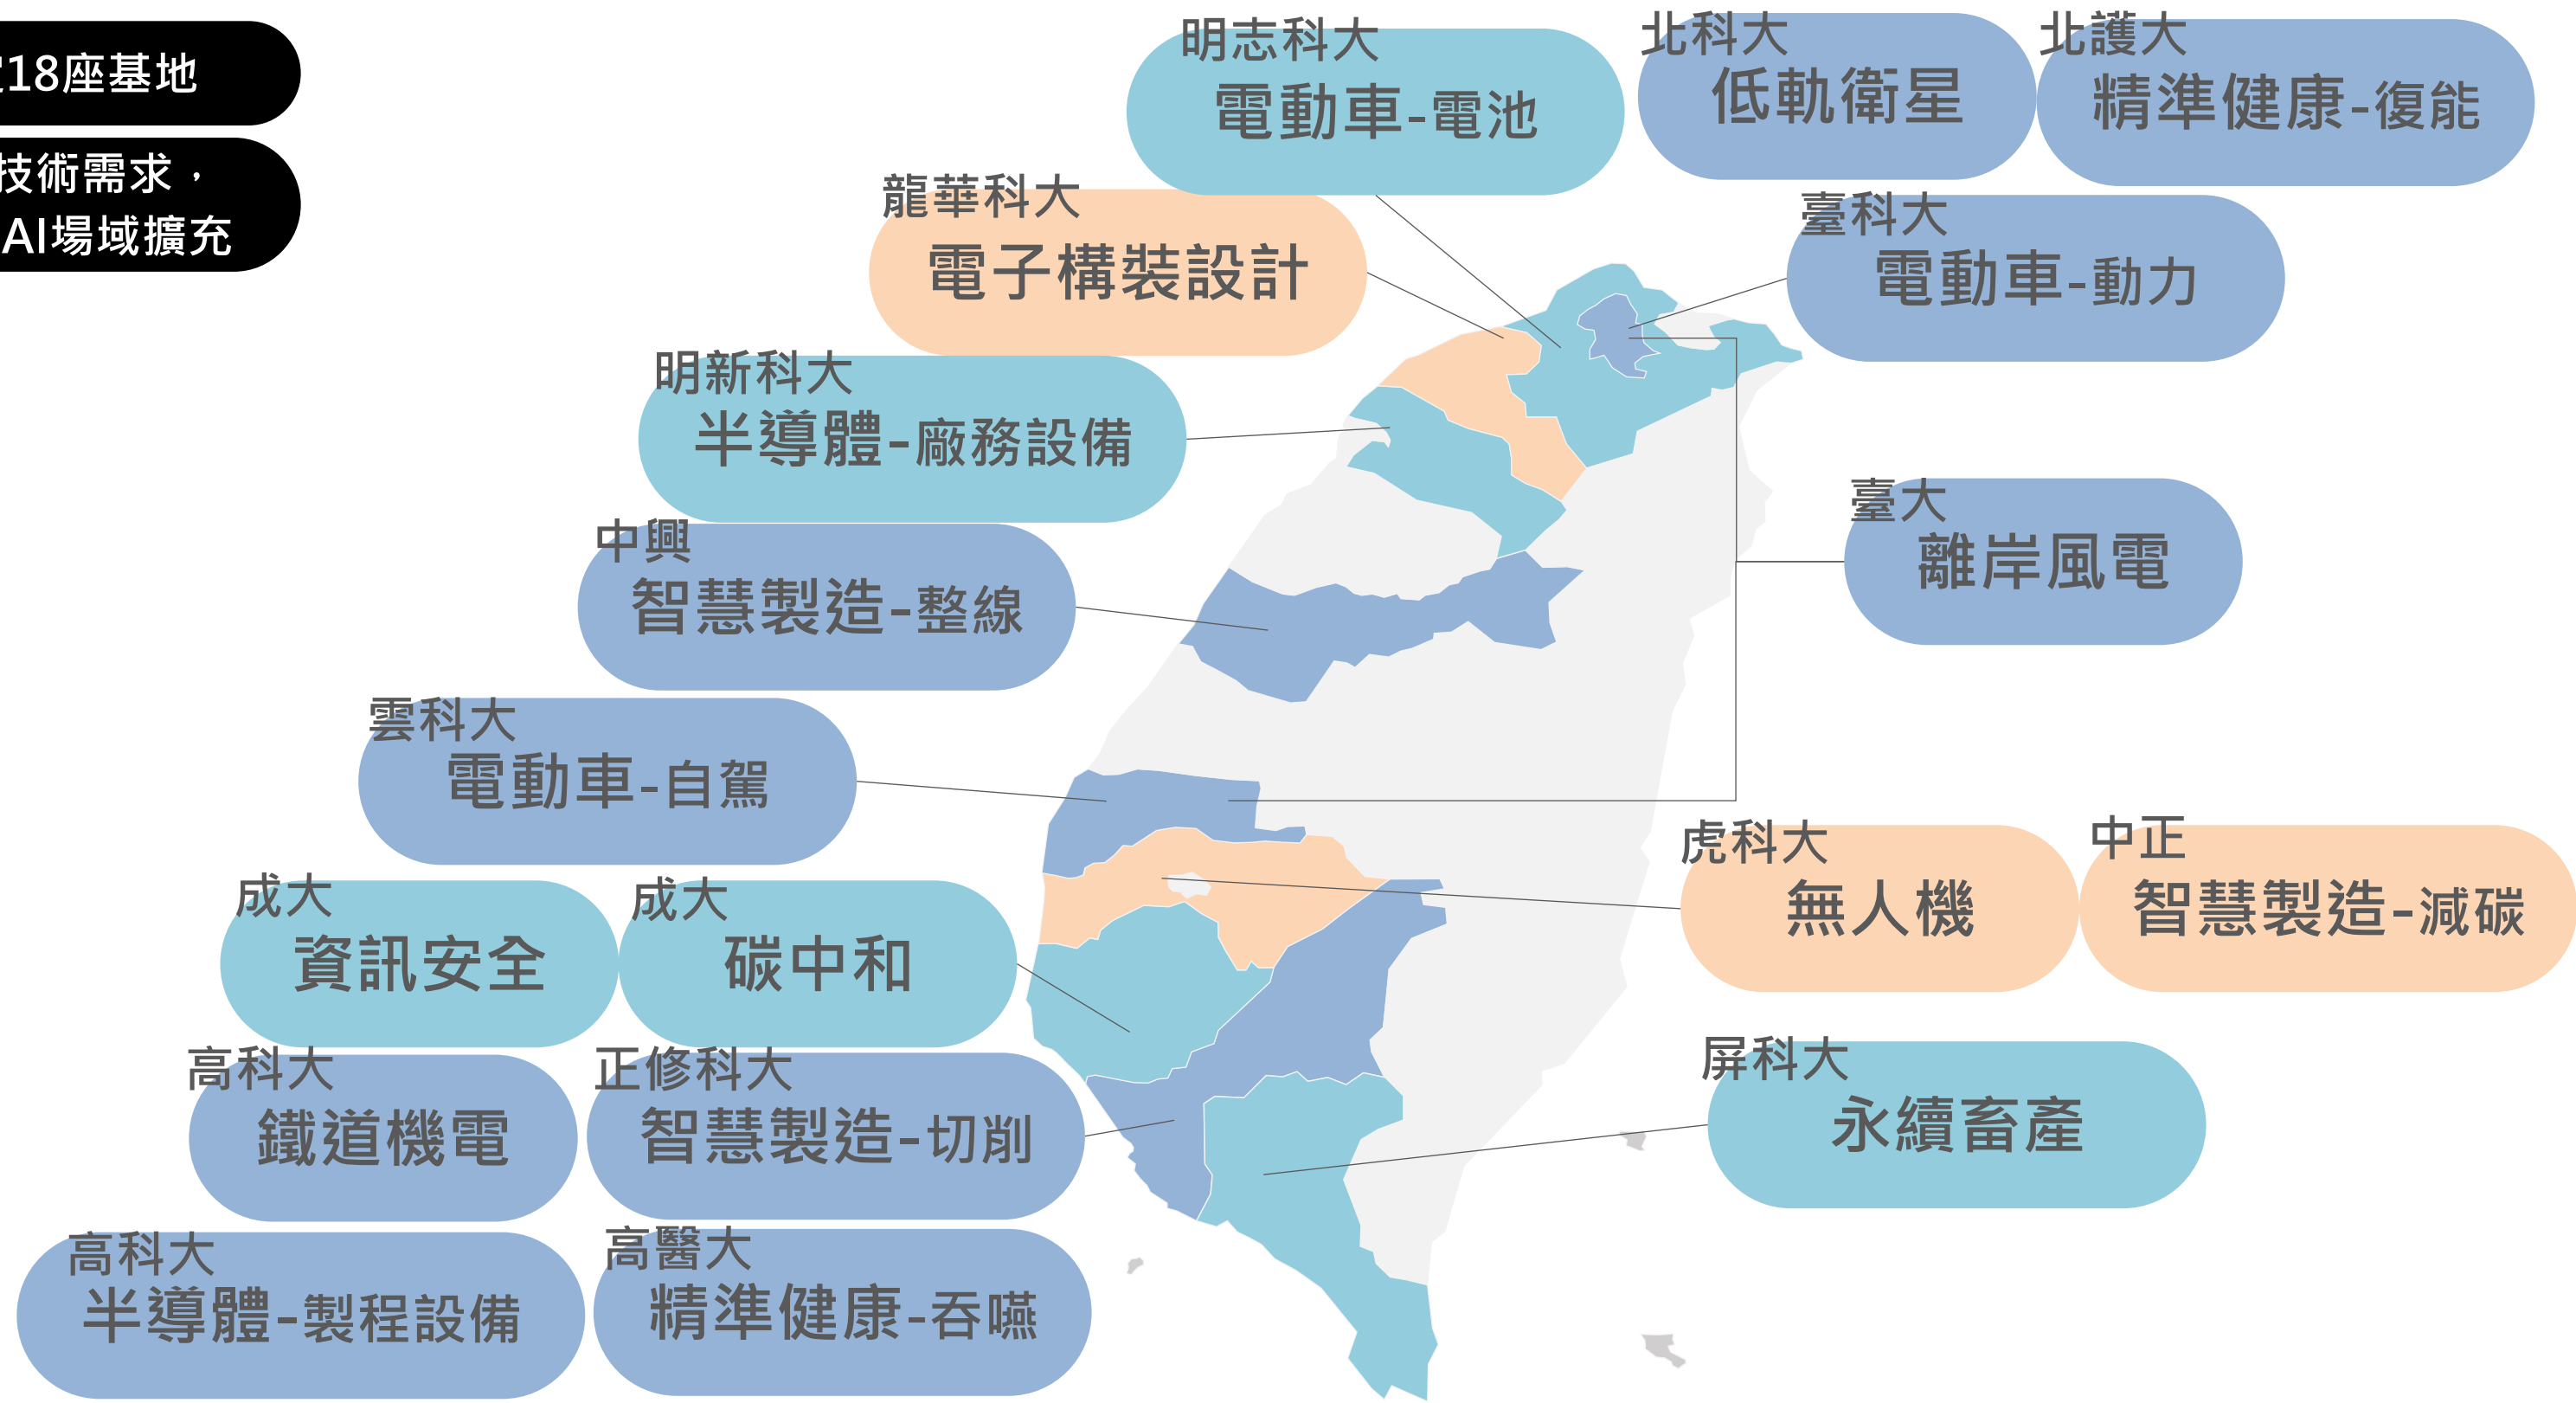 18座基地
技術需求，
AI場域擴充
明志科大
電動車-電池
北科大
低軌衛星
北護大
精準健康-復能
龍華科大
電子構裝設計
臺科大
電動車-動力
明新科大
半導體-廠務設備
臺大
離岸風電
中興
智慧製造-整線
雲科大
電動車-自駕
虎科大
無人機
中正
智慧製造-減碳
成大
資訊安全
成大
碳中和
高科大
鐵道機電
正修科大
智慧製造-切削
屏科大
永續畜產
高科大
半導體-製程設備
高醫大
精準健康-吞嚥